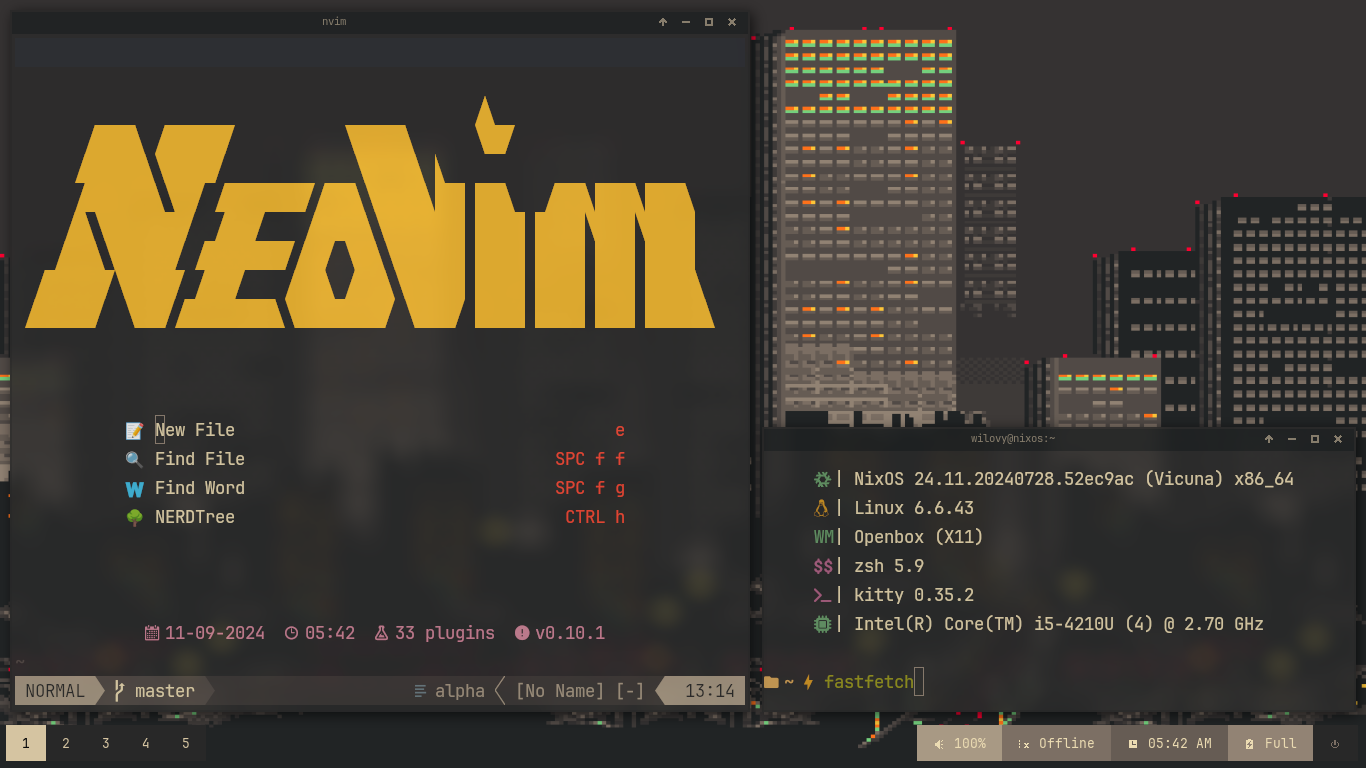 nvim
NEOVim
New File e
Find File SPC f f
Find Word SPC f g
NERDTree CTRL h
11-09-2024 05:42 33 plugins v0.10.1
~
NORMAL master alpha [No Name] [-] 13:14
wilovy@nixos:~
| NixOS 24.11.20240728.52ec9ac (Vicuna) x86_64
| Linux 6.6.43
WM| Openbox (X11)
$$| zsh 5.9
>_| kitty 0.35.2
| Intel(R) Core(TM) i5-4210U (4) @ 2.70 GHz
~ fastfetch
1 2 3 4 5
100% Offline 05:42 AM Full